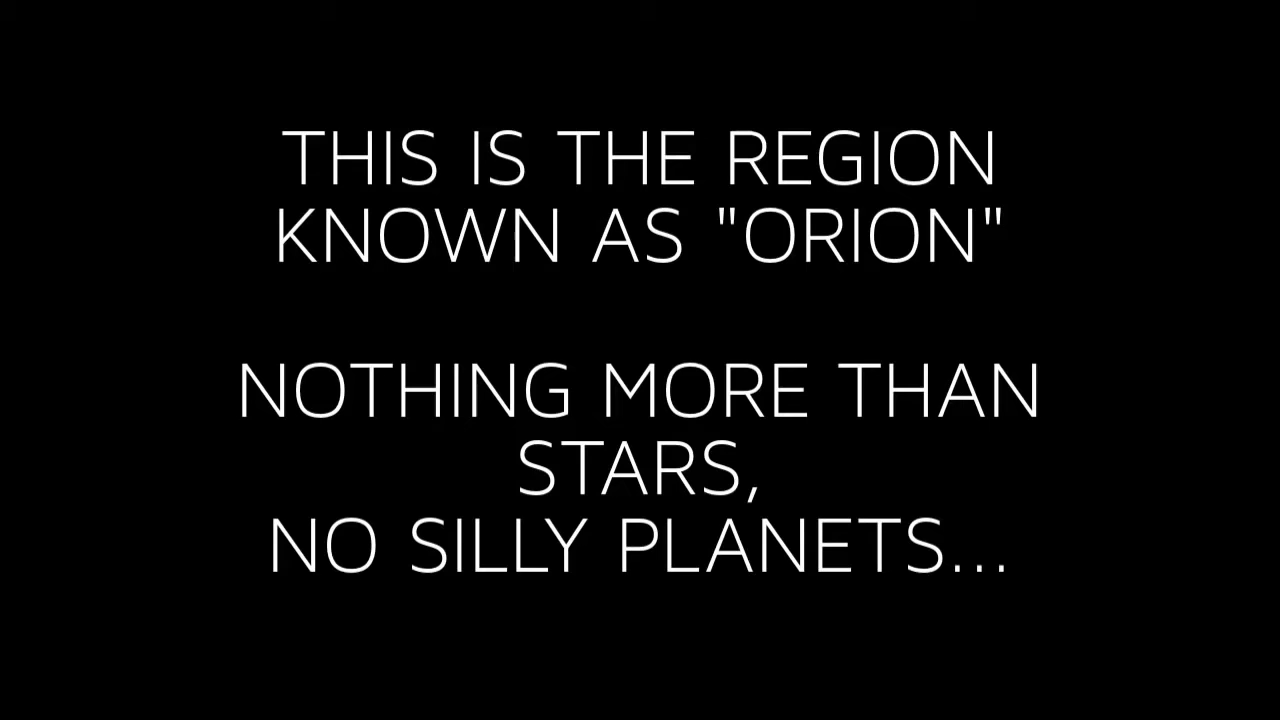 THIS IS THE REGION
KNOWN AS "ORION"
NOTHING MORE THAN
STARS,
NO SILLY PLANETS...